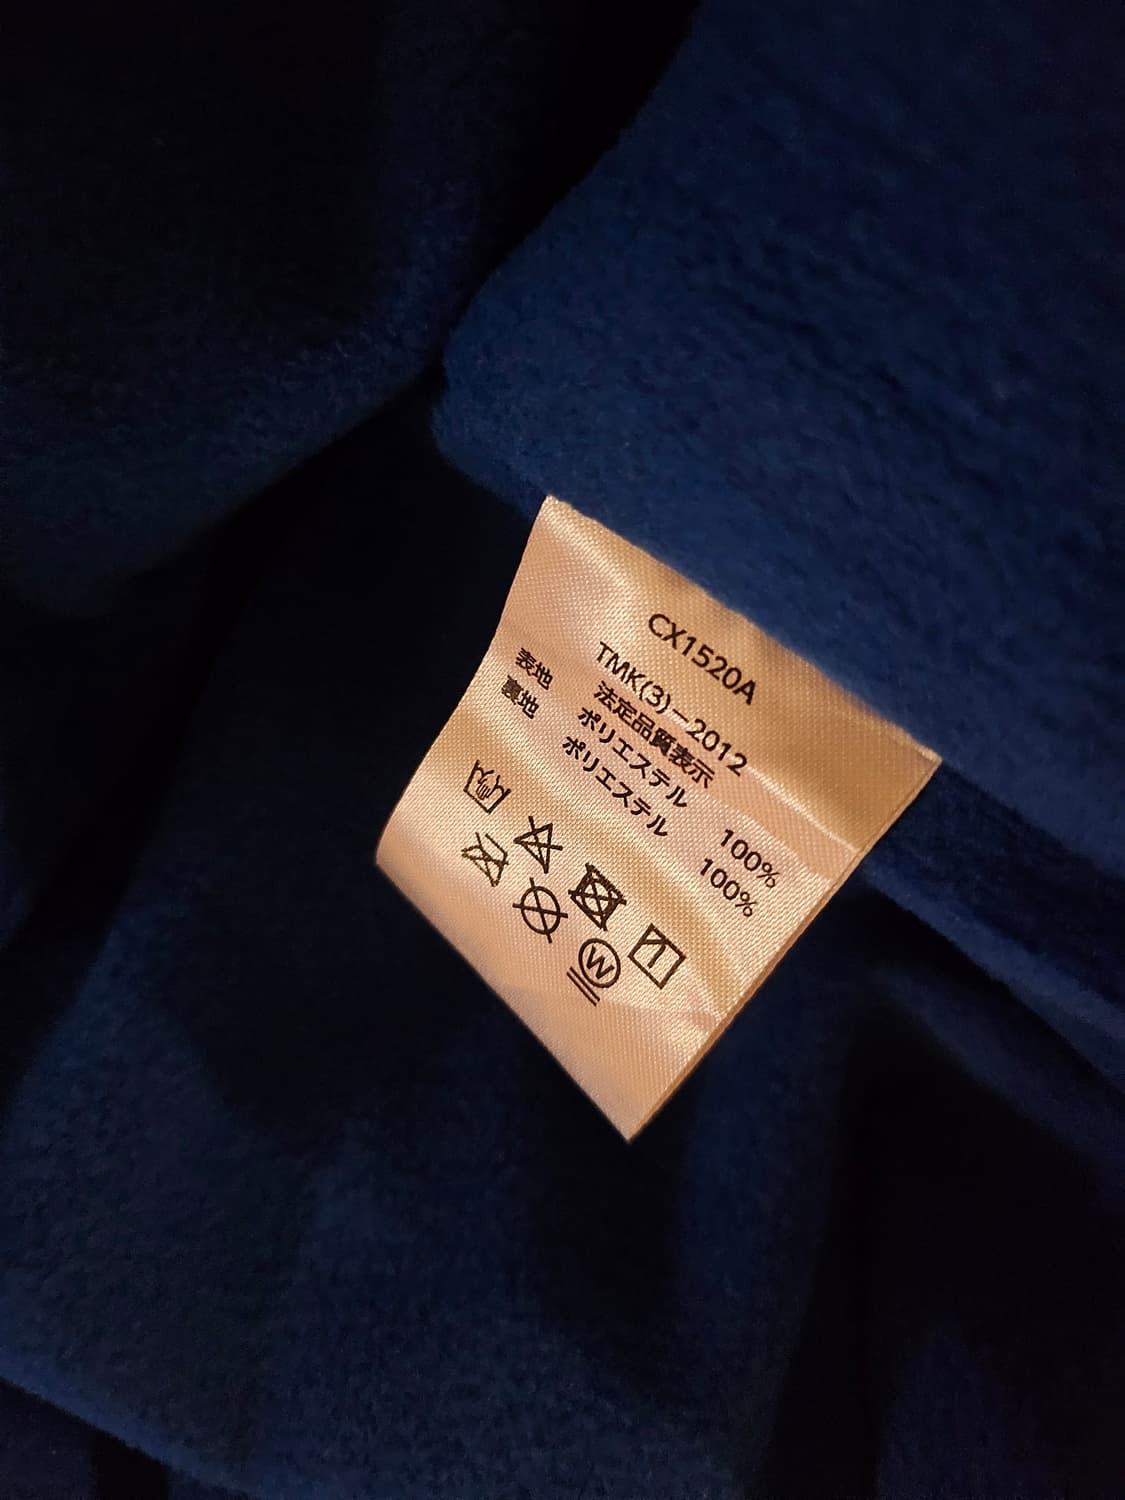 CX1520A
TMK(3)-2012
法定品質表示
表地 ポリエステル 100%
裏地 ポリエステル 100%
W